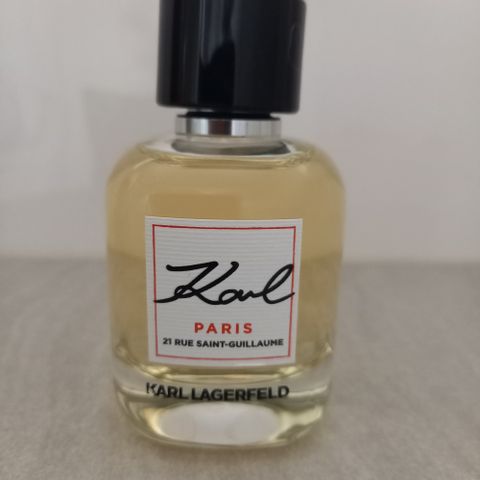 Karl
PARIS
21 RUE SAINT-GUILLAUME
KARL LAGERFELD